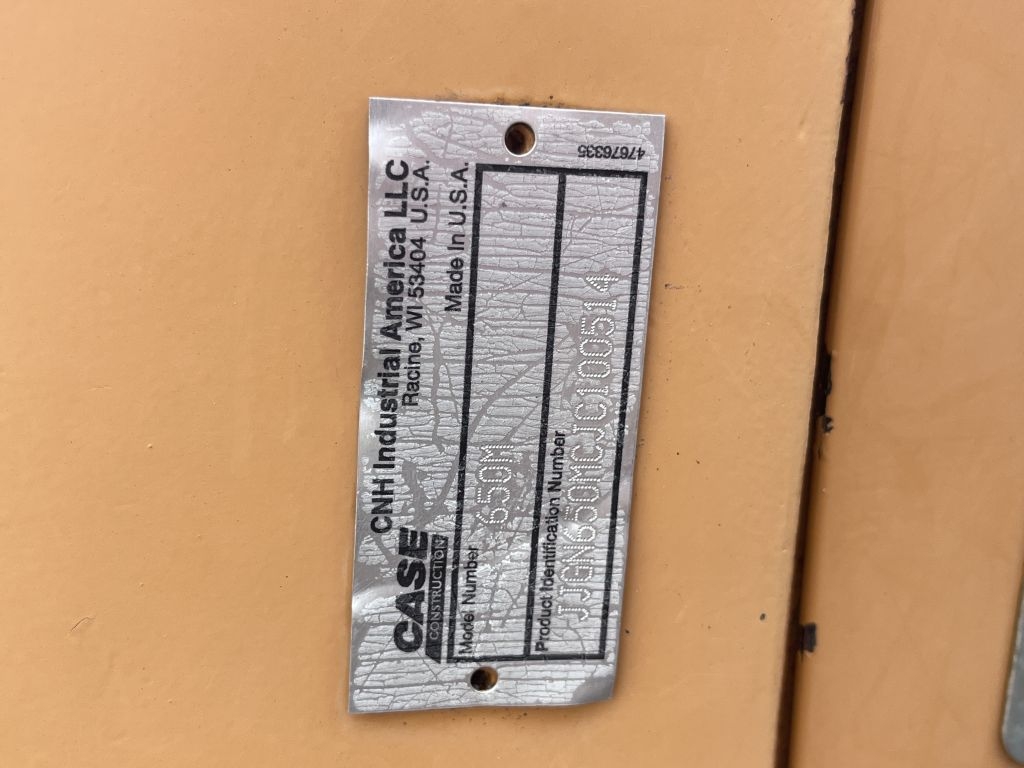 CASE
CONSTRUCTION
CNH Industrial America LLC
Racine, WI 53404 U.S.A.
Made In U.S.A.
Model Number
650M
Product Identification Number
JJGN650MCJC100514
47676335